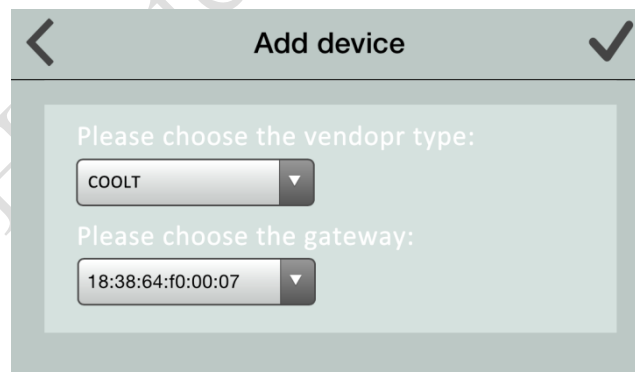 Add device
Please choose the vendopr type:
COOLT
Please choose the gateway:
18:38:64:f0:00:07